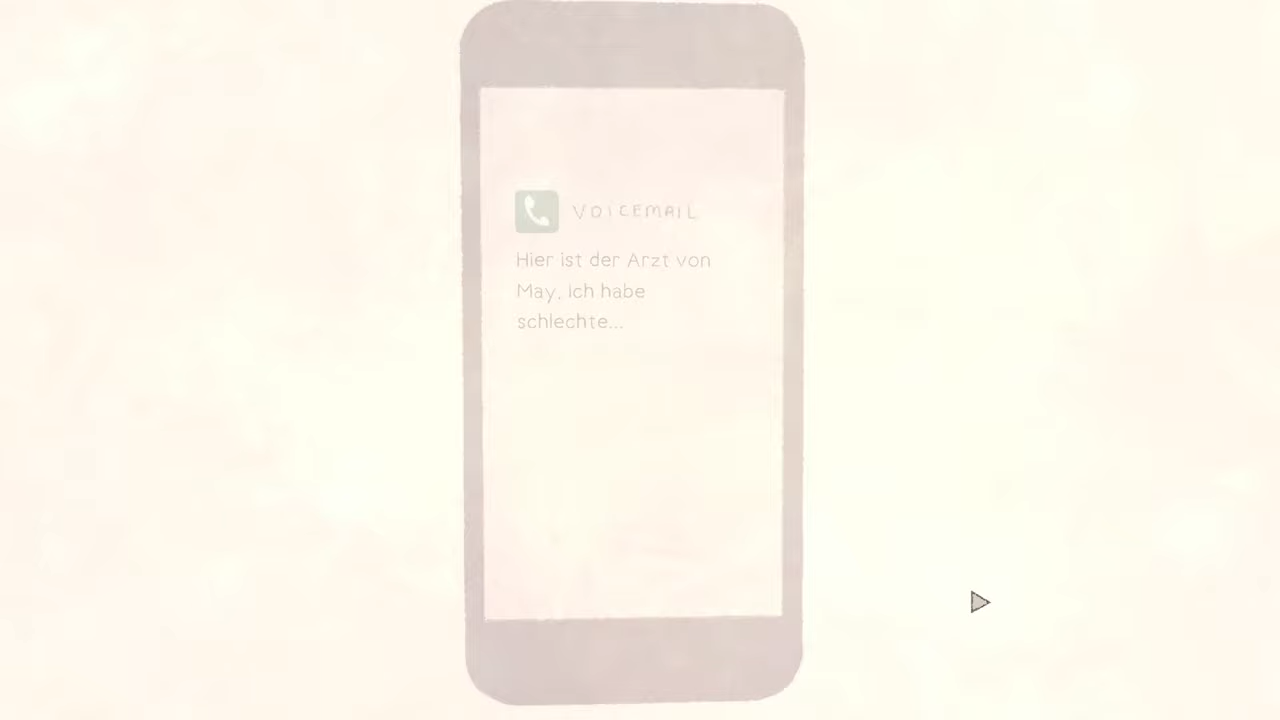 VOICEMAIL
Hier ist der Arzt von
May, ich habe
schlechte...